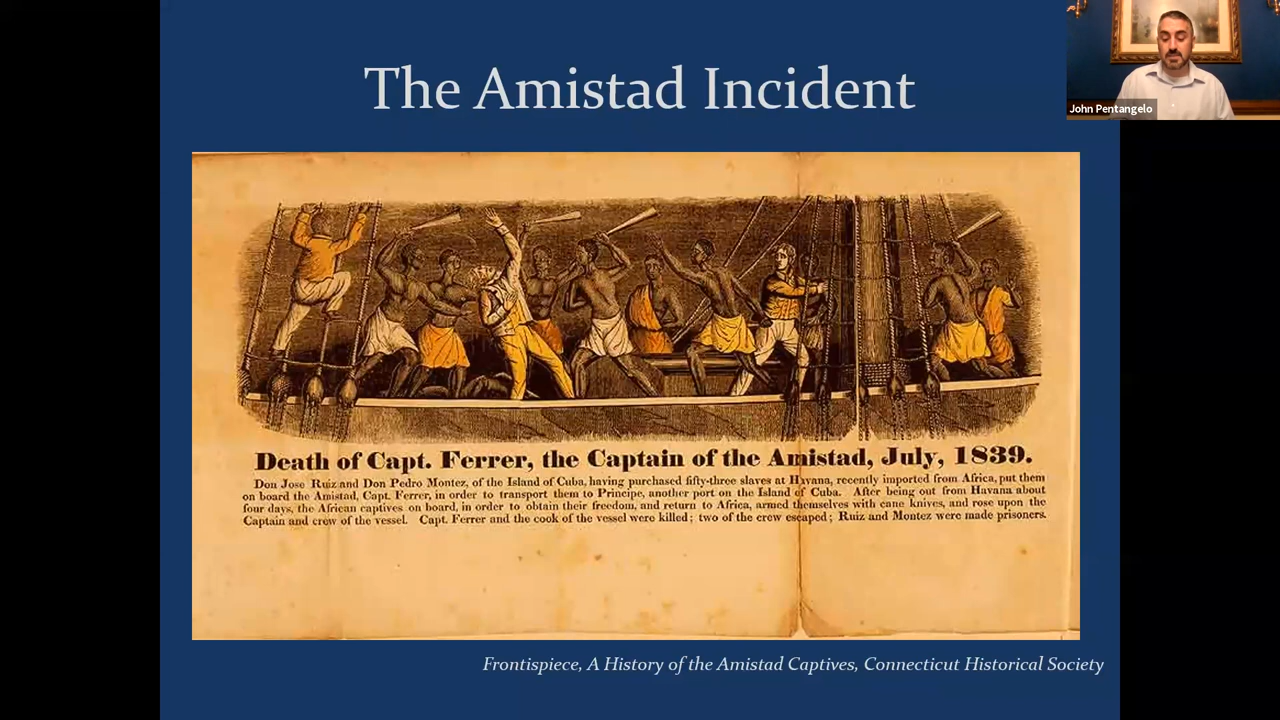 The Amistad Incident
John Pentangelo
Death of Capt. Ferrer, the Captain of the Amistad, July, 1839.
Don Jose Ruiz and Don Pedro Montez, of the Island of Cuba, having purchased fifty-three slaves at Havana, recently imported from Africa, put them
on board the Amistad, Capt. Ferrer, in order to transport them to Principe, another port on the Island of Cuba. After being out from Havana about
four days, the African captives on board, in order to obtain their freedom, and return to Africa, armed themselves with cane knives, and rose upon the
Captain and crew of the vessel. Capt. Ferrer and the cook of the vessel were killed; two of the crew escaped; Ruiz and Montez were made prisoners.
Frontispiece, A History of the Amistad Captives, Connecticut Historical Society